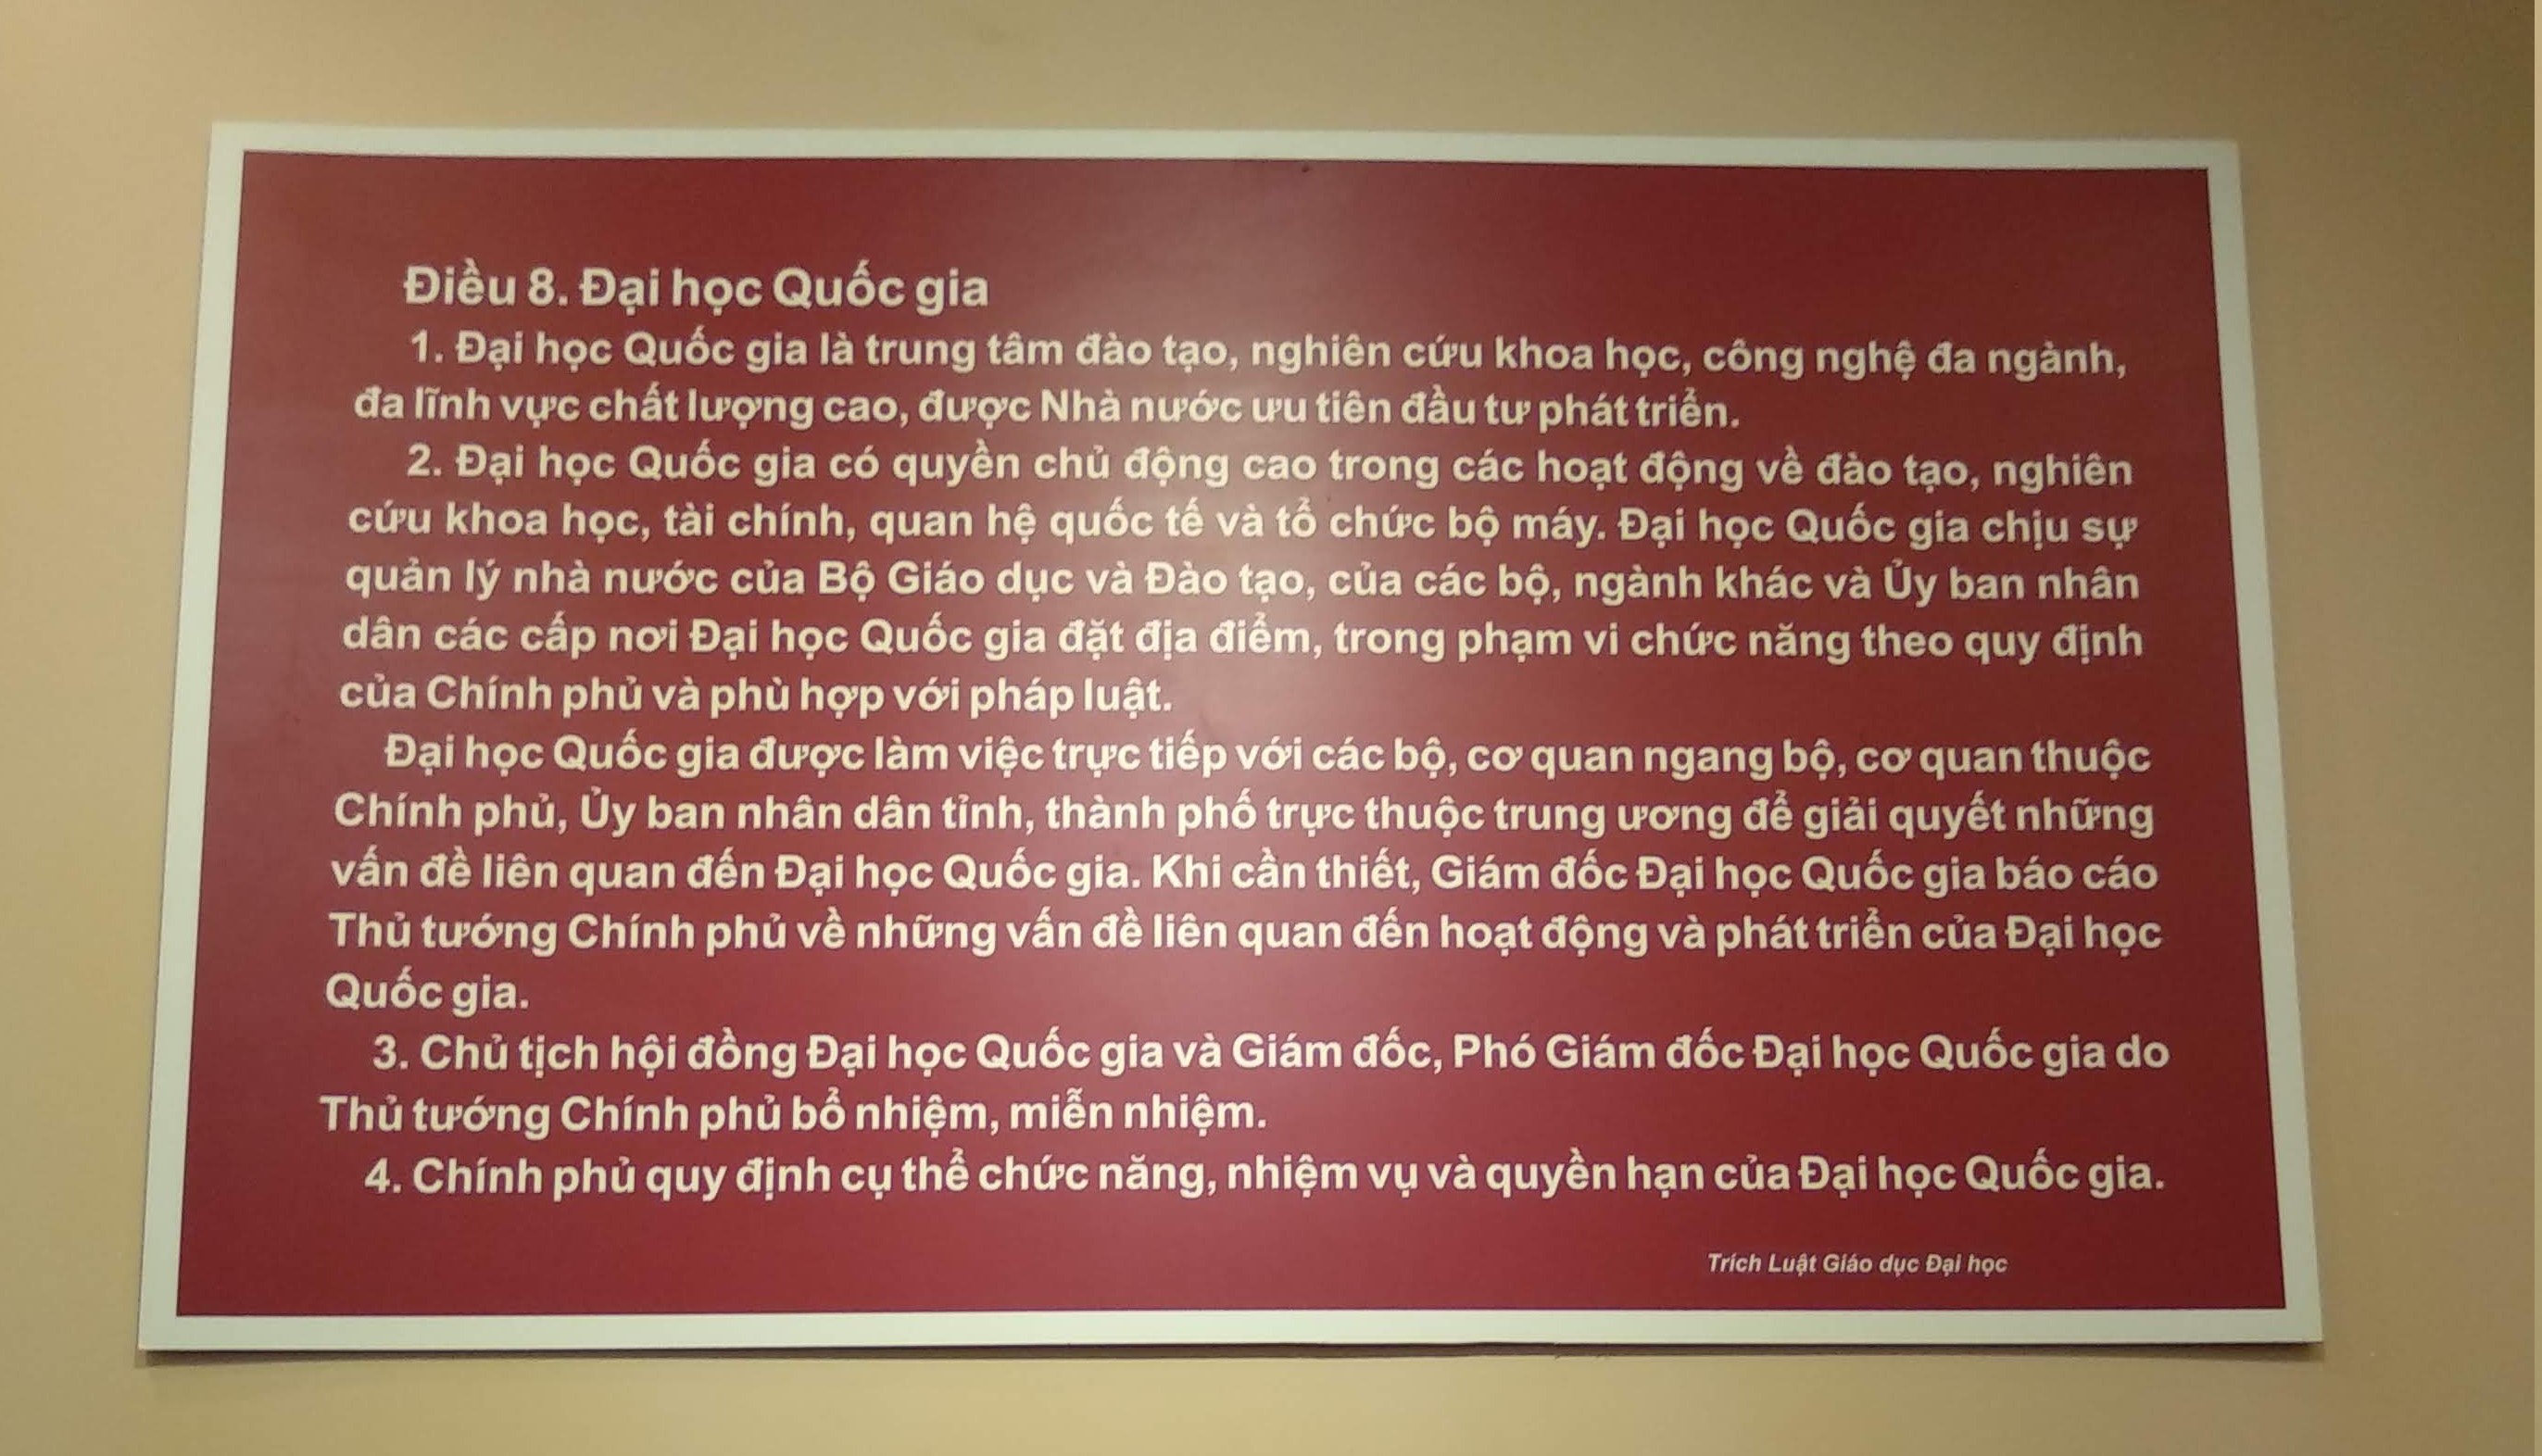 Điều 8. Đại học Quốc gia
1. Đại học Quốc gia là trung tâm đào tạo, nghiên cứu khoa học, công nghệ đa ngành,
đa lĩnh vực chất lượng cao, được Nhà nước ưu tiên đầu tư phát triển.
2. Đại học Quốc gia có quyền chủ động cao trong các hoạt động về đào tạo, nghiên
cứu khoa học, tài chính, quan hệ quốc tế và tổ chức bộ máy. Đại học Quốc gia chịu sự
quản lý nhà nước của Bộ Giáo dục và Đào tạo, của các bộ, ngành khác và Ủy ban nhân
dân các cấp nơi Đại học Quốc gia đặt địa điểm, trong phạm vi chức năng theo quy định
của Chính phủ và phù hợp với pháp luật.
Đại học Quốc gia được làm việc trực tiếp với các bộ, cơ quan ngang bộ, cơ quan thuộc
Chính phủ, Ủy ban nhân dân tỉnh, thành phố trực thuộc trung ương để giải quyết những
vấn đề liên quan đến Đại học Quốc gia. Khi cần thiết, Giám đốc Đại học Quốc gia báo cáo
Thủ tướng Chính phủ về những vấn đề liên quan đến hoạt động và phát triển của Đại học
Quốc gia.
3. Chủ tịch hội đồng Đại học Quốc gia và Giám đốc, Phó Giám đốc Đại học Quốc gia do
Thủ tướng Chính phủ bổ nhiệm, miễn nhiệm.
4. Chính phủ quy định cụ thể chức năng, nhiệm vụ và quyền hạn của Đại học Quốc gia.
Trích Luật Giáo dục Đại học